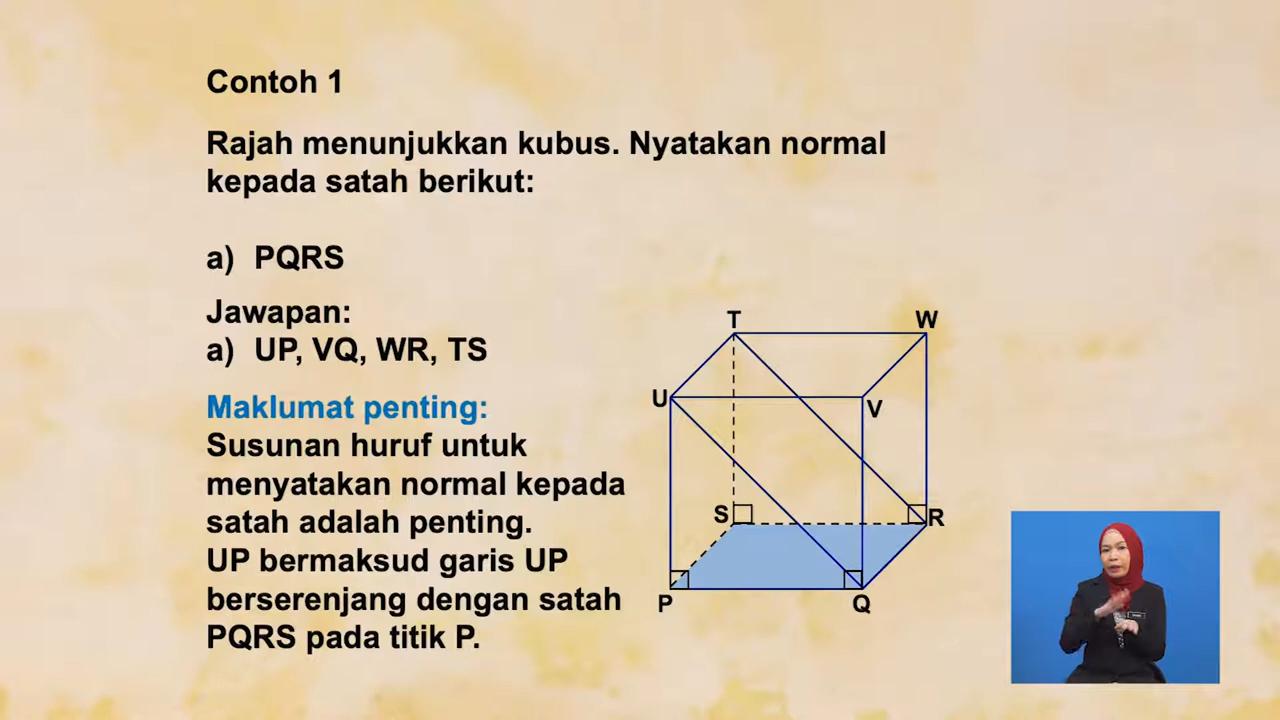 Contoh 1
Rajah menunjukkan kubus. Nyatakan normal
kepada satah berikut:
a) PQRS
Jawapan:
a) UP, VQ, WR, TS
Maklumat penting:
Susunan huruf untuk
menyatakan normal kepada
satah adalah penting.
UP bermaksud garis UP
berserenjang dengan satah
PQRS pada titik P.
T W
U V
S R
P Q